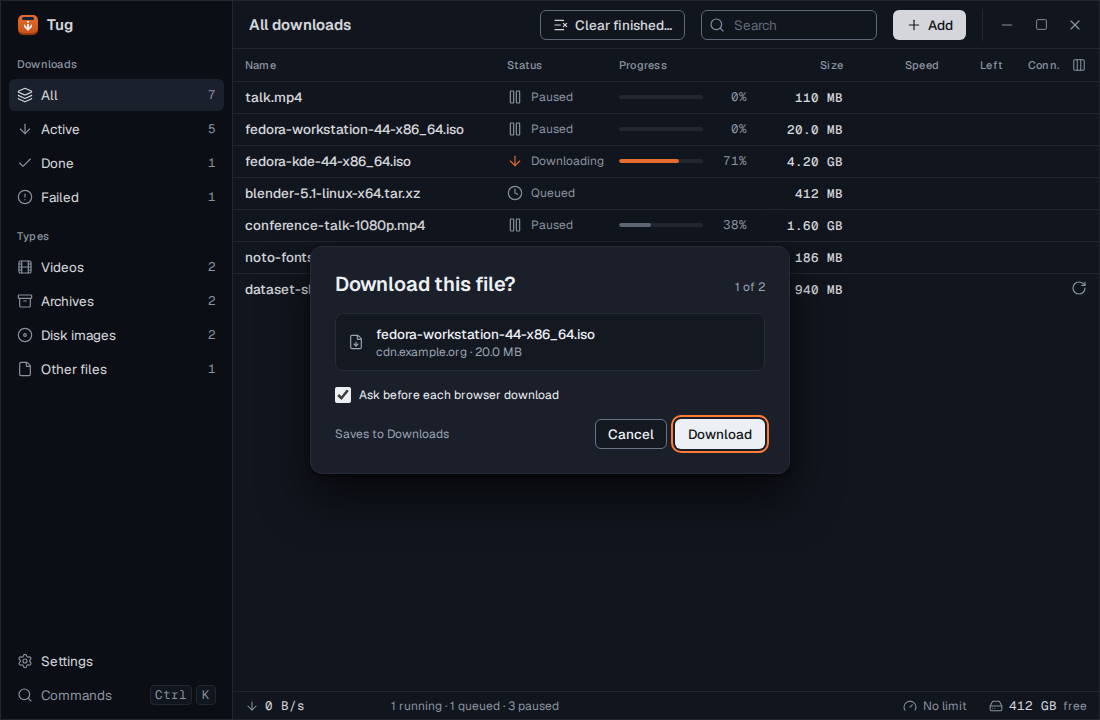 Tug
All downloads
Clear finished...
Search
Add
Downloads
All 7
Active 5
Done 1
Failed 1
Types
Videos 2
Archives 2
Disk images 2
Other files 1
Settings
Commands Ctrl K
Name Status Progress Size Speed Left Conn.
talk.mp4 Paused 0% 110 MB
fedora-workstation-44-x86_64.iso Paused 0% 20.0 MB
fedora-kde-44-x86_64.iso Downloading 71% 4.20 GB
blender-5.1-linux-x64.tar.xz Queued 412 MB
conference-talk-1080p.mp4 Paused 38% 1.60 GB
noto-fonts 186 MB
940 MB
Download this file?
1 of 2
fedora-workstation-44-x86_64.iso
cdn.example.org · 20.0 MB
Ask before each browser download
Saves to Downloads
Cancel
Download
0 B/s
1 running · 1 queued · 3 paused
No limit
412 GB free